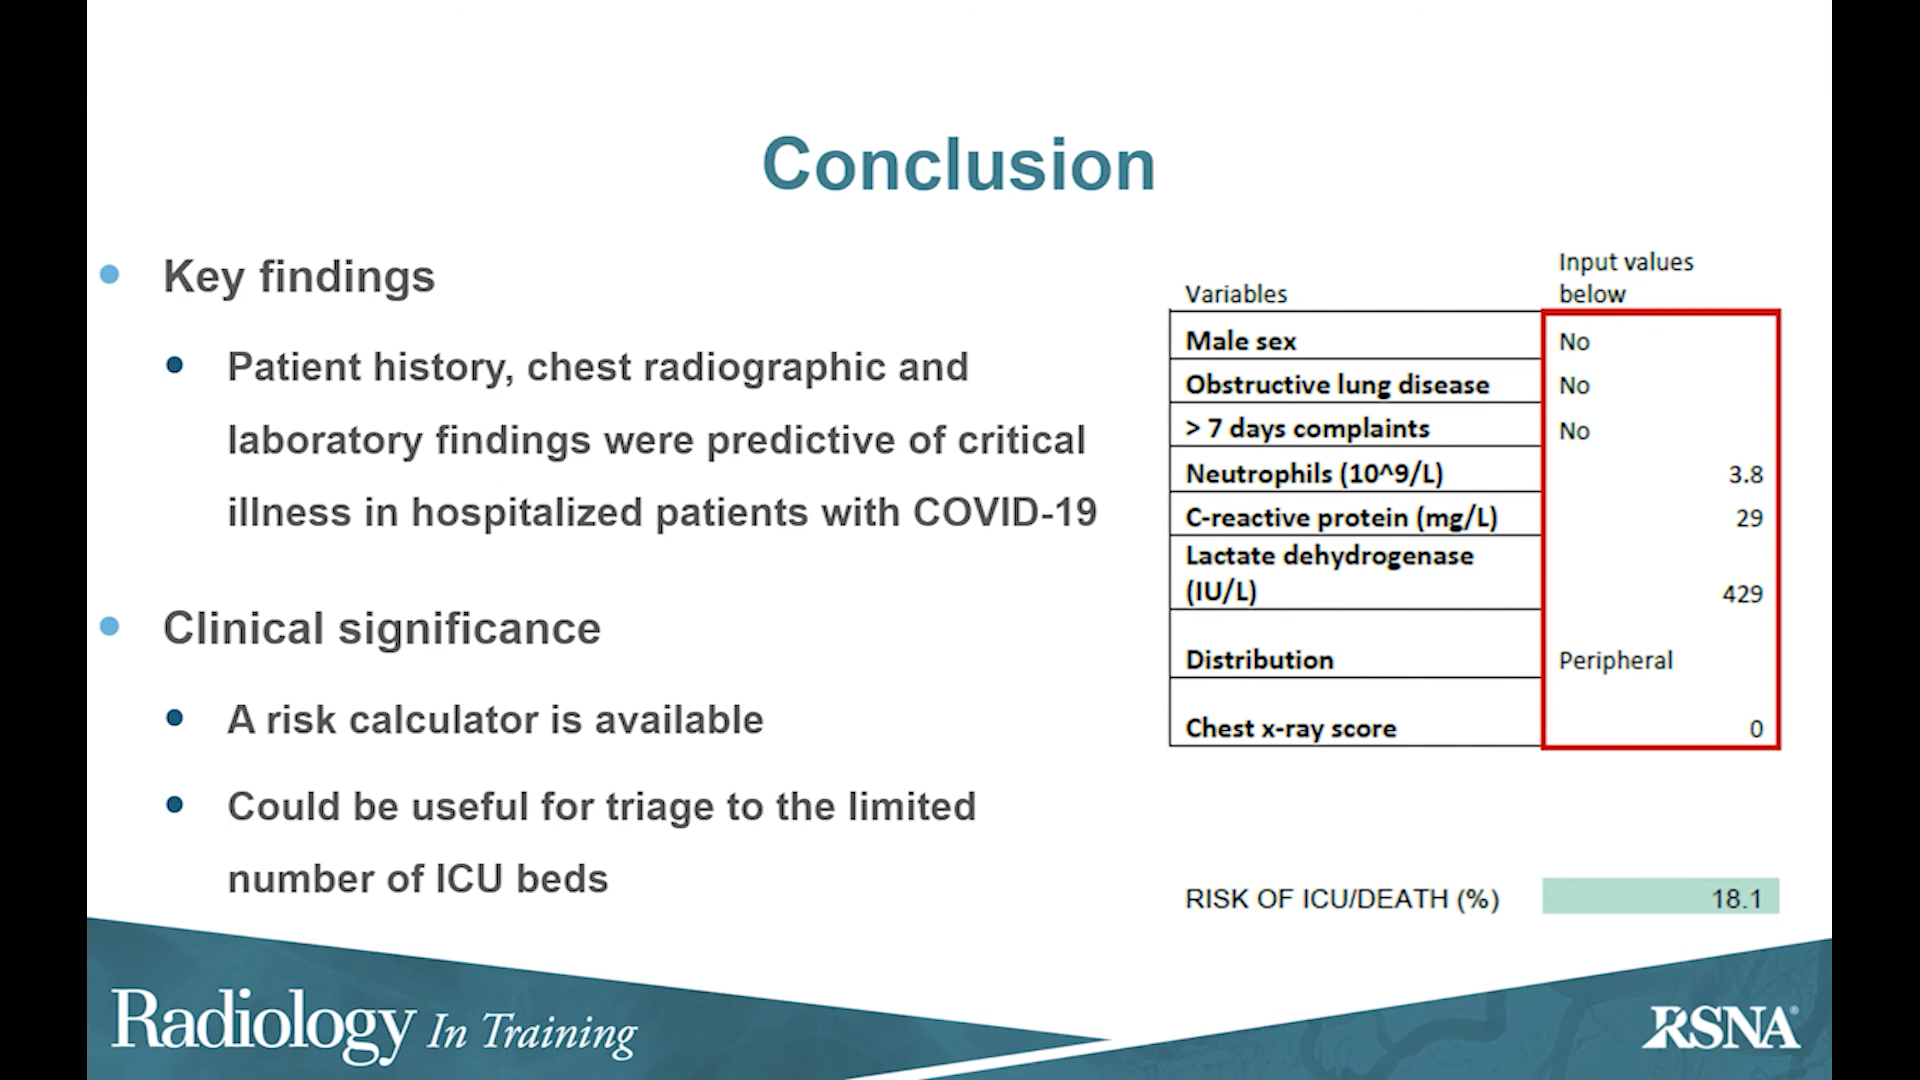 Conclusion
Key findings
Patient history, chest radiographic and
laboratory findings were predictive of critical
illness in hospitalized patients with COVID-19
Clinical significance
A risk calculator is available
Could be useful for triage to the limited
number of ICU beds
Input values
Variables below
Male sex No
Obstructive lung disease No
> 7 days complaints No
Neutrophils (10^9/L) 3.8
C-reactive protein (mg/L) 29
Lactate dehydrogenase
(IU/L) 429
Distribution Peripheral
Chest x-ray score 0
RISK OF ICU/DEATH (%) 18.1
Radiology In Training
RSNA®